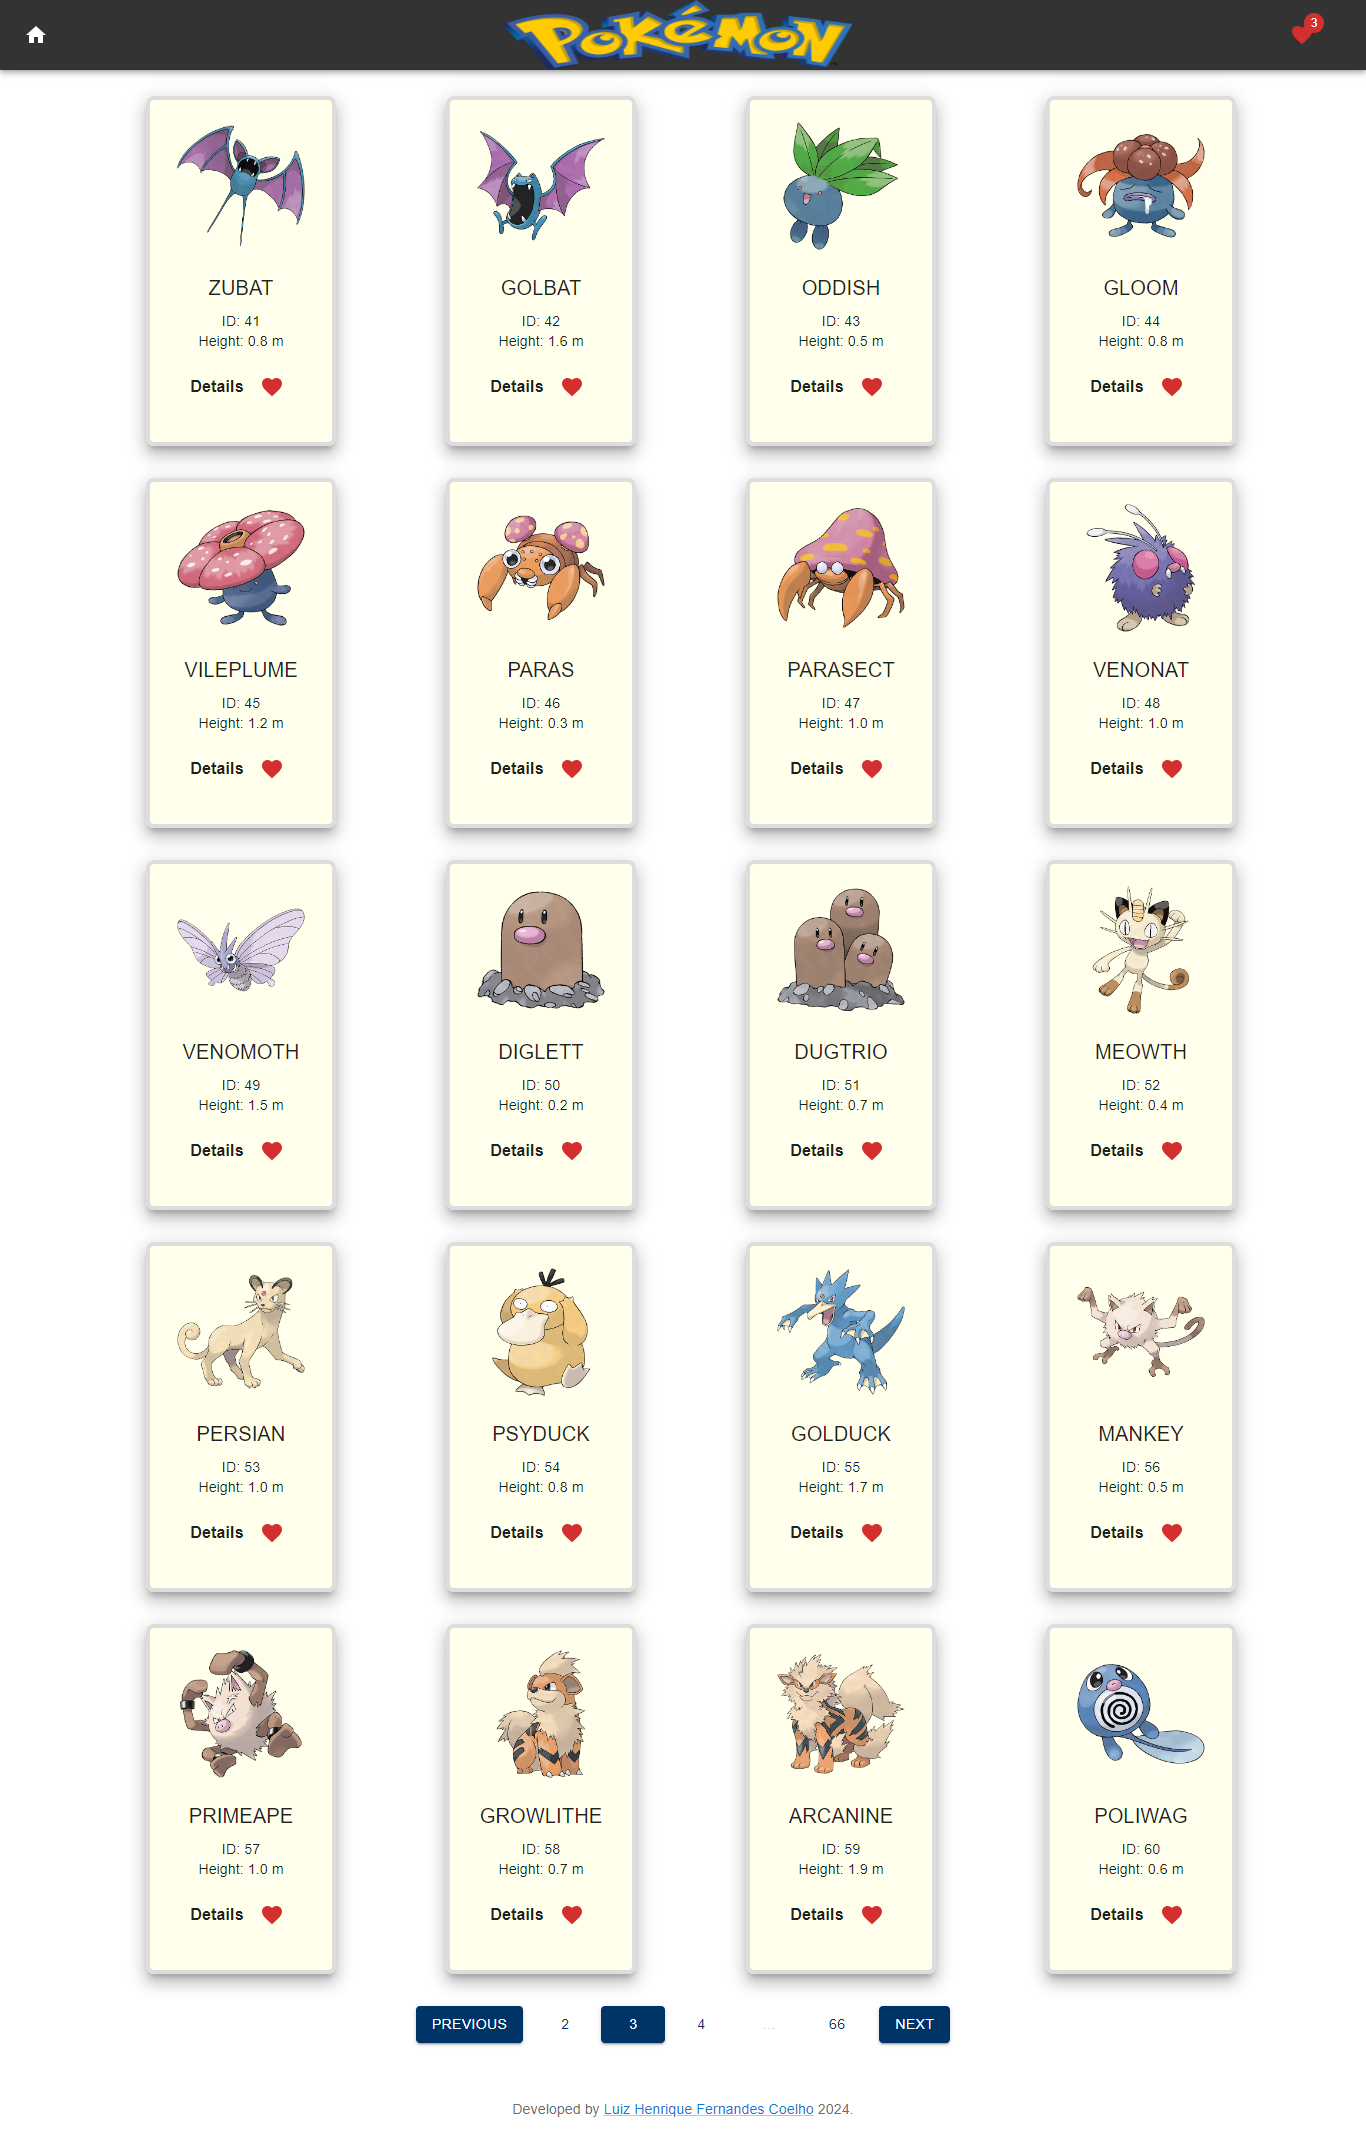 POKéMON
3
ZUBAT
ID: 41
Height: 0.8 m
Details
GOLBAT
ID: 42
Height: 1.6 m
Details
ODDISH
ID: 43
Height: 0.5 m
Details
GLOOM
ID: 44
Height: 0.8 m
Details
VILEPLUME
ID: 45
Height: 1.2 m
Details
PARAS
ID: 46
Height: 0.3 m
Details
PARASECT
ID: 47
Height: 1.0 m
Details
VENONAT
ID: 48
Height: 1.0 m
Details
VENOMOTH
ID: 49
Height: 1.5 m
Details
DIGLETT
ID: 50
Height: 0.2 m
Details
DUGTRIO
ID: 51
Height: 0.7 m
Details
MEOWTH
ID: 52
Height: 0.4 m
Details
PERSIAN
ID: 53
Height: 1.0 m
Details
PSYDUCK
ID: 54
Height: 0.8 m
Details
GOLDUCK
ID: 55
Height: 1.7 m
Details
MANKEY
ID: 56
Height: 0.5 m
Details
PRIMEAPE
ID: 57
Height: 1.0 m
Details
GROWLITHE
ID: 58
Height: 0.7 m
Details
ARCANINE
ID: 59
Height: 1.9 m
Details
POLIWAG
ID: 60
Height: 0.6 m
Details
PREVIOUS 2 3 4 ... 66 NEXT
Developed by Luiz Henrique Fernandes Coelho 2024.